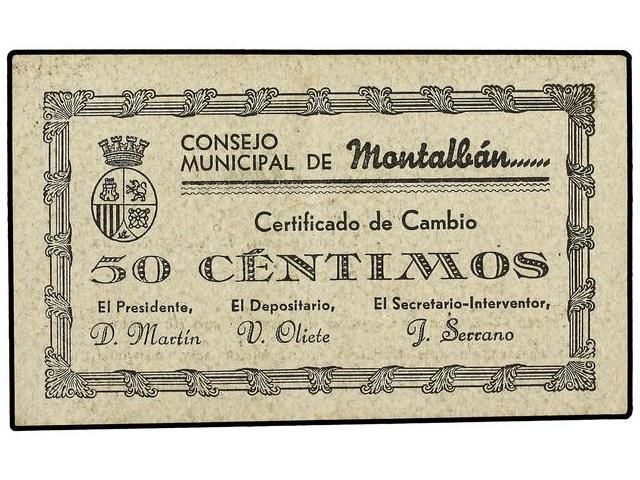 CONSEJO
MUNICIPAL DE Montalbán......
Certificado de Cambio
50 CÉNTIMOS
El Presidente, El Depositario, El Secretario-Interventor,
D. Martín V. Oliete J. Serrano